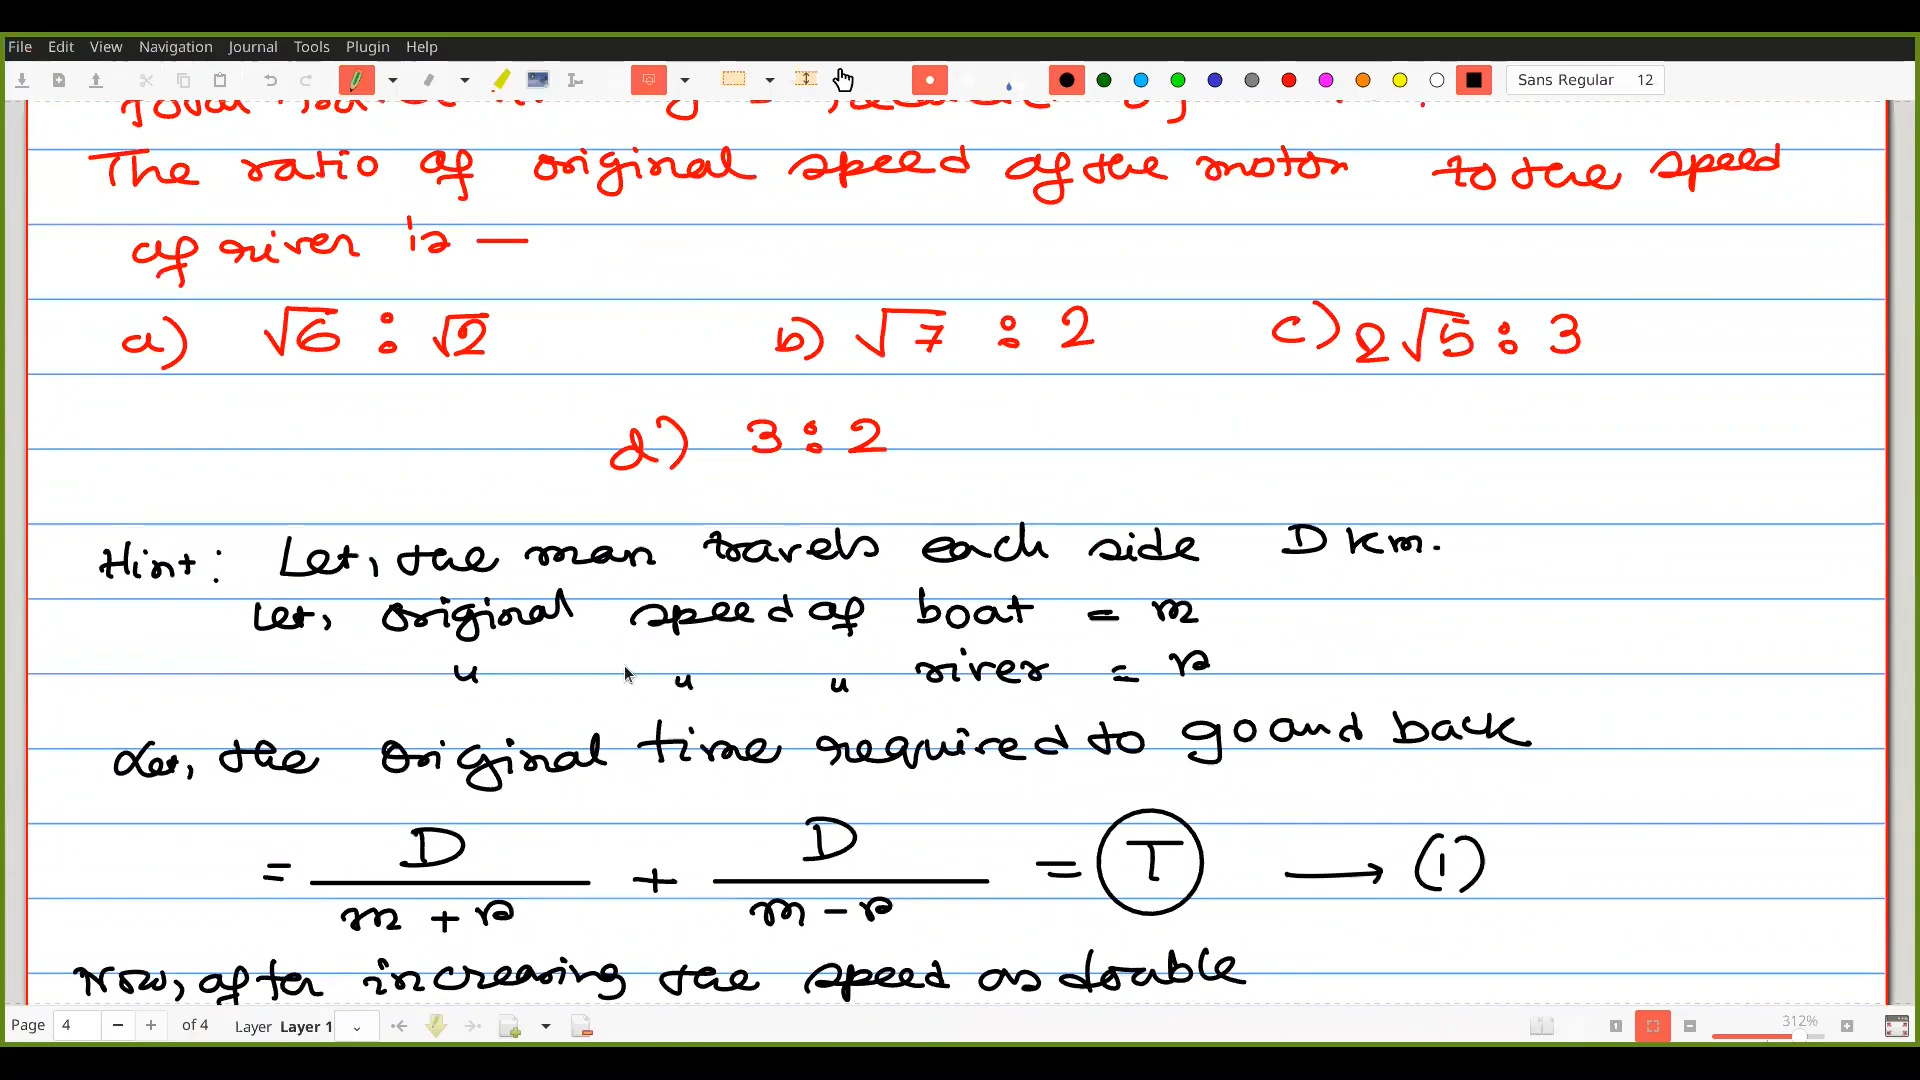 File Edit View Navigation Journal Tools Plugin Help
Sans Regular 12
The ratio of original speed of the motor to the speed
of river is —
a) √6 : √2 b) √7 : 2 c) 2√5 : 3
d) 3 : 2
Hint: Let, the man travels each side D km.
Let, original speed of boat = m
" " " river = r
Let, the original time required to go and back
= D/(m + r) + D/(m - r) = T → (1)
Now, after increasing the speed as double
Page 4 of 4 Layer Layer 1 312%